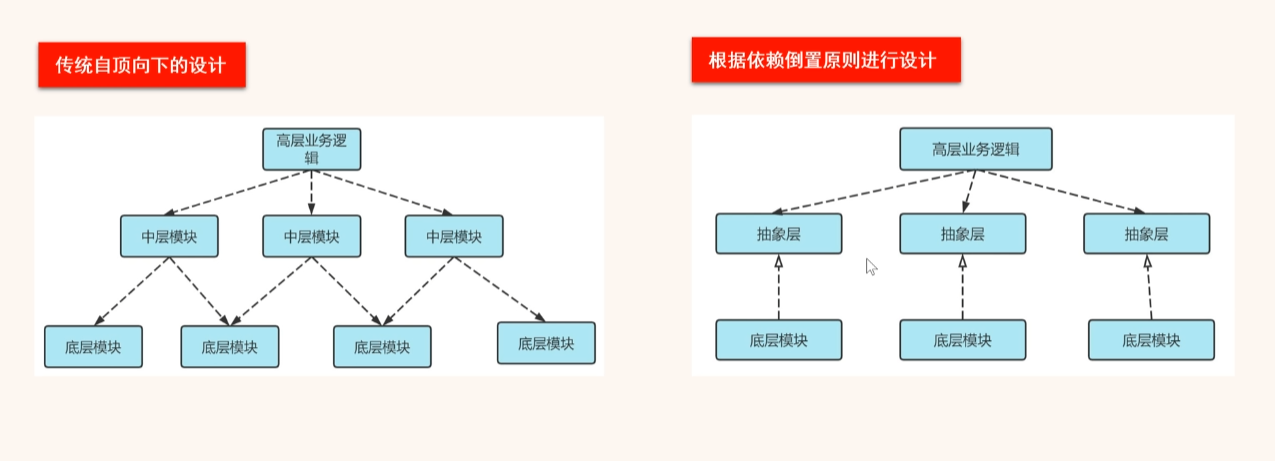 传统自顶向下的设计
高层业务逻
辑
中层模块
中层模块
中层模块
底层模块
底层模块
底层模块
底层模块
根据依赖倒置原则进行设计
高层业务逻辑
抽象层
抽象层
抽象层
底层模块
底层模块
底层模块